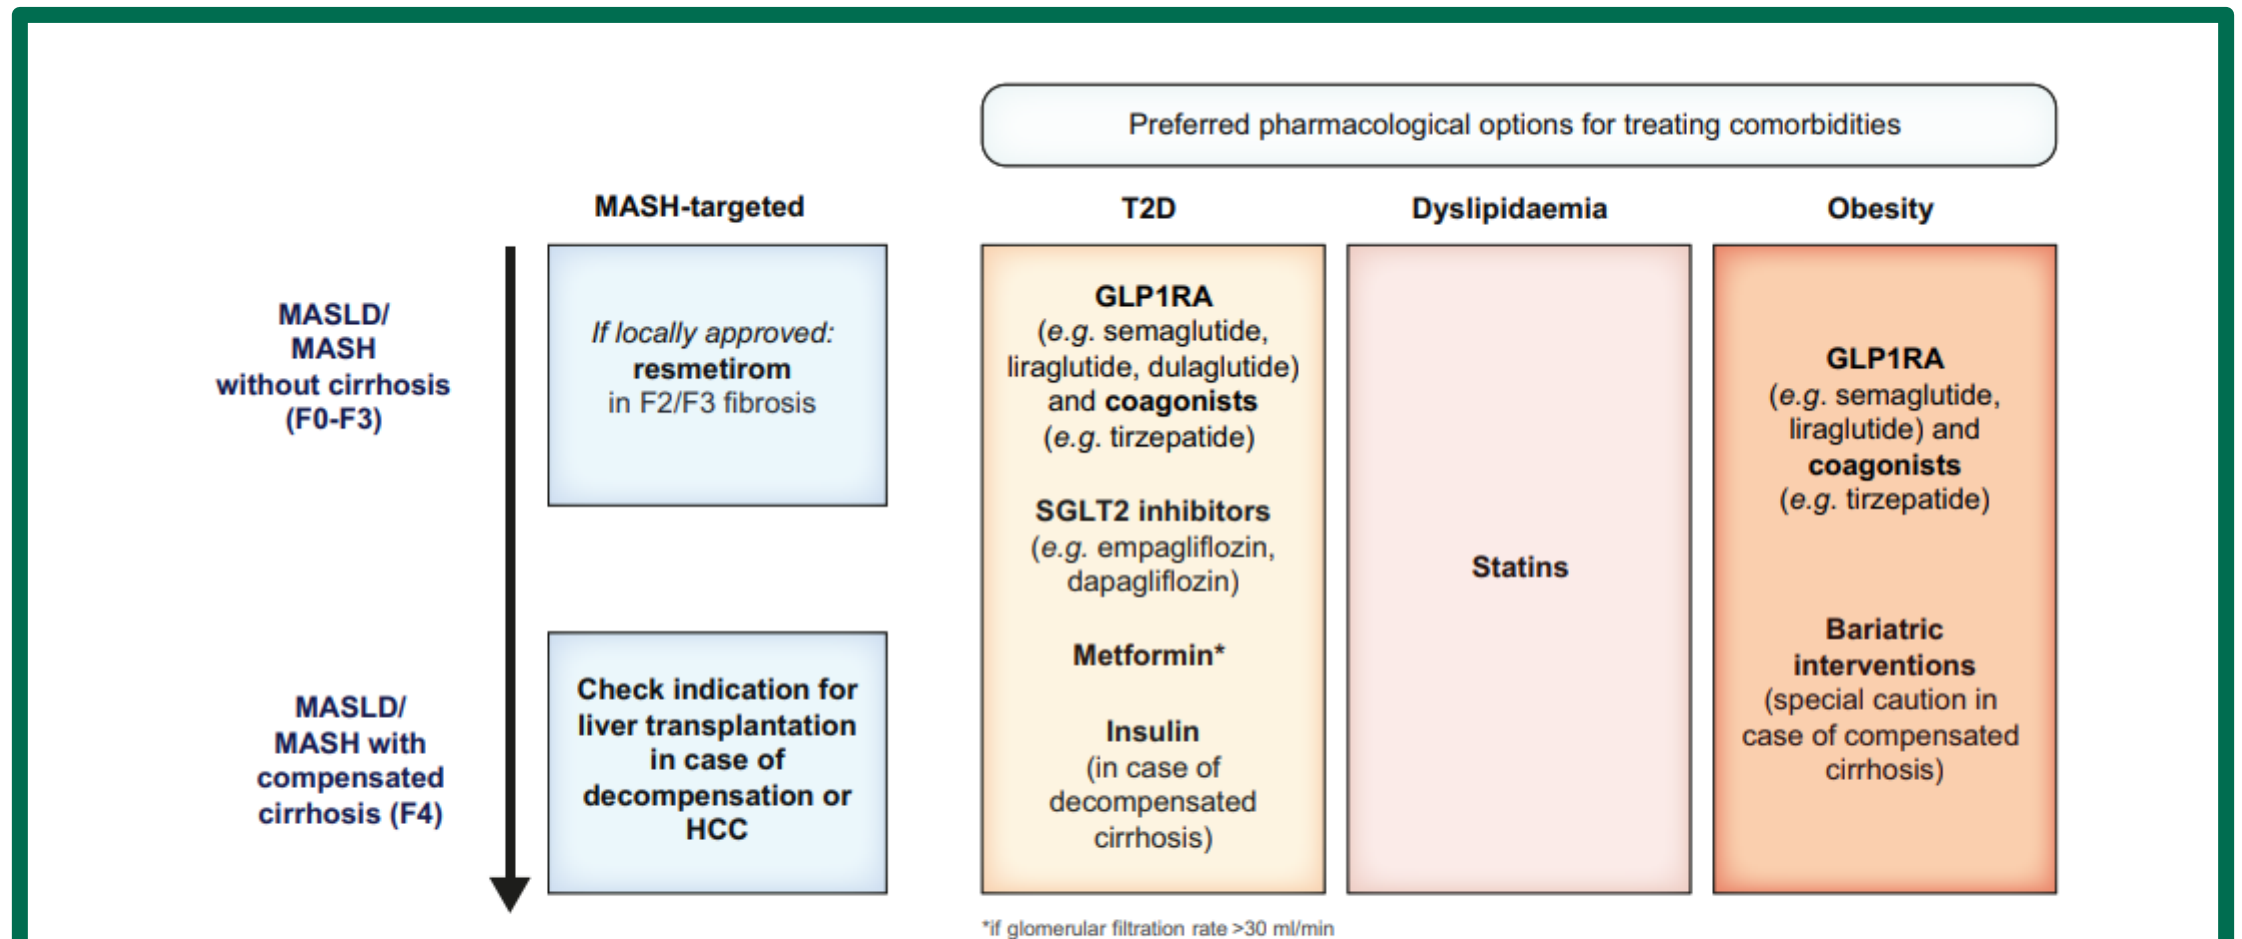 Preferred pharmacological options for treating comorbidities
MASH-targeted
T2D
Dyslipidaemia
Obesity
MASLD/
MASH
without cirrhosis
(F0-F3)
If locally approved:
resmetirom
in F2/F3 fibrosis
MASLD/
MASH with
compensated
cirrhosis (F4)
Check indication for
liver transplantation
in case of
decompensation or
HCC
GLP1RA
(e.g. semaglutide,
liraglutide, dulaglutide)
and coagonists
(e.g. tirzepatide)
SGLT2 inhibitors
(e.g. empagliflozin,
dapagliflozin)
Metformin*
Insulin
(in case of
decompensated
cirrhosis)
Statins
GLP1RA
(e.g. semaglutide,
liraglutide) and
coagonists
(e.g. tirzepatide)
Bariatric
interventions
(special caution in
case of compensated
cirrhosis)
*if glomerular filtration rate >30 ml/min